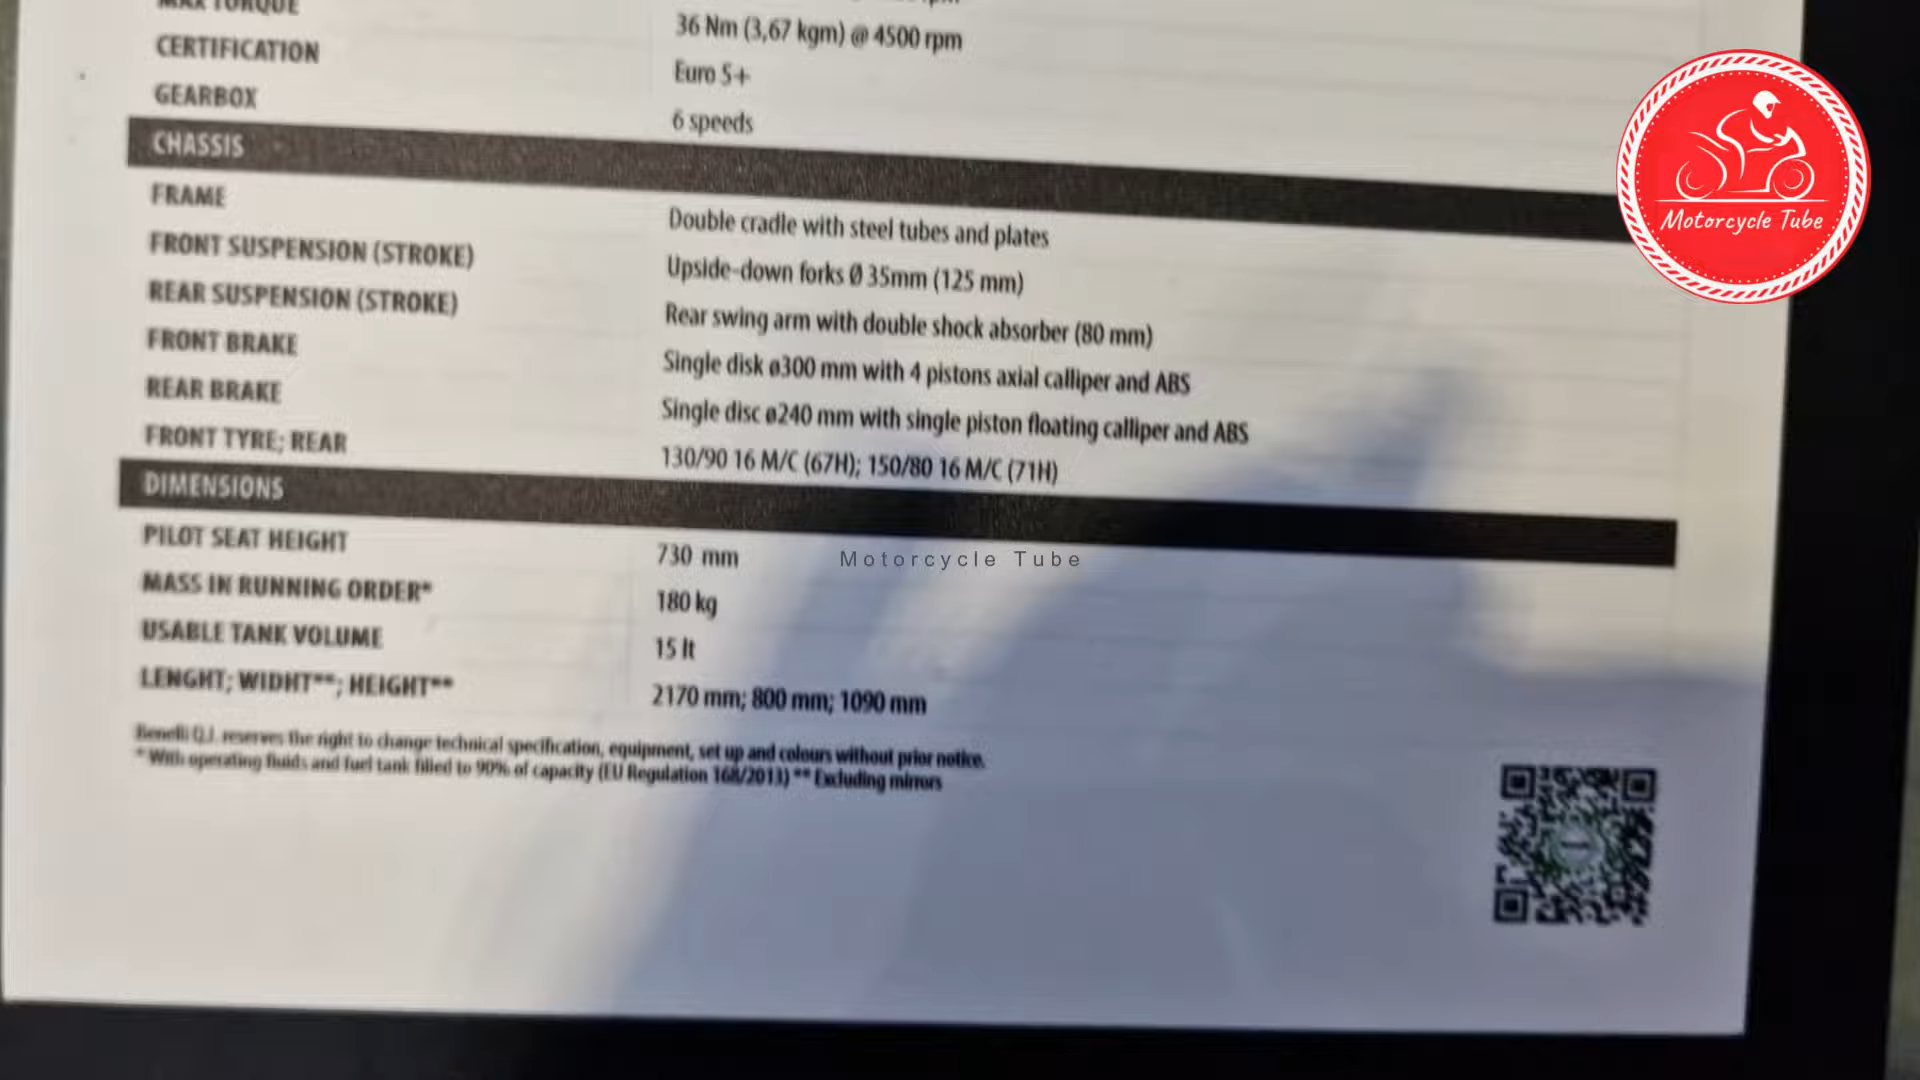 MAX TORQUE 36 Nm (3,67 kgm) @ 4500 rpm
CERTIFICATION Euro 5+
GEARBOX 6 speeds
CHASSIS
FRAME Double cradle with steel tubes and plates
FRONT SUSPENSION (STROKE) Upside-down forks Ø 35mm (125 mm)
REAR SUSPENSION (STROKE) Rear swing arm with double shock absorber (80 mm)
FRONT BRAKE Single disk ø300 mm with 4 pistons axial calliper and ABS
REAR BRAKE Single disc ø240 mm with single piston floating calliper and ABS
FRONT TYRE; REAR 130/90 16 M/C (67H); 150/80 16 M/C (71H)
DIMENSIONS
PILOT SEAT HEIGHT 730 mm
MASS IN RUNNING ORDER* 180 kg
USABLE TANK VOLUME 15 lt
LENGHT; WIDHT**; HEIGHT** 2170 mm; 800 mm; 1090 mm
Benelli Q.J. reserves the right to change technical specification, equipment, set up and colours without prior notice.
* With operating fluids and fuel tank filled to 90% of capacity (EU Regulation 168/2013) ** Excluding mirrors
Motorcycle Tube
Motorcycle Tube